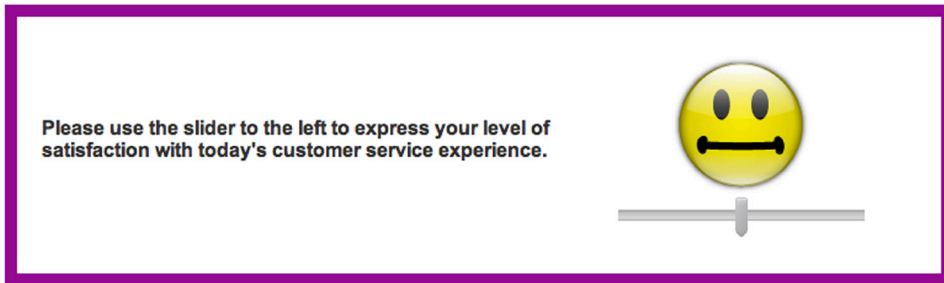 Please use the slider to the left to express your level of
satisfaction with today's customer service experience.